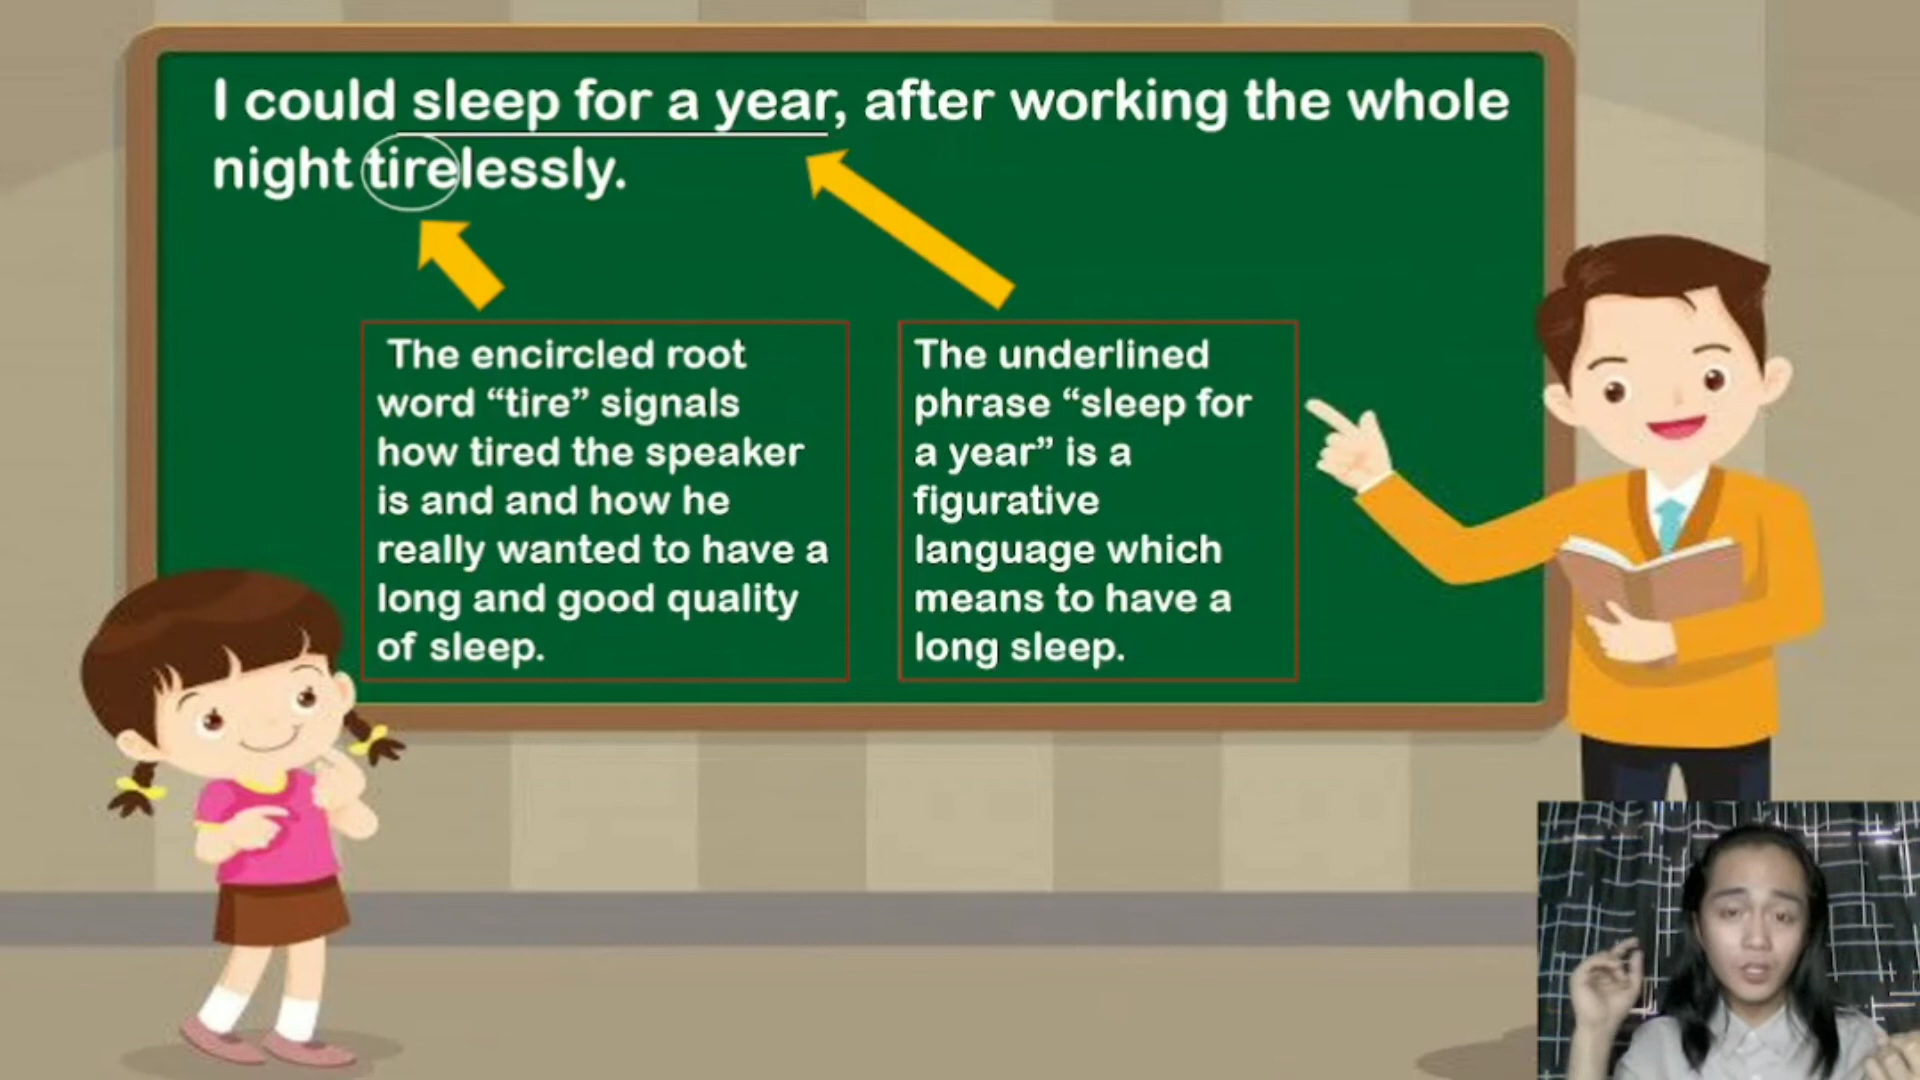 I could sleep for a year, after working the whole
night tirelessly.
The encircled root
word “tire” signals
how tired the speaker
is and and how he
really wanted to have a
long and good quality
of sleep.
The underlined
phrase “sleep for
a year” is a
figurative
language which
means to have a
long sleep.